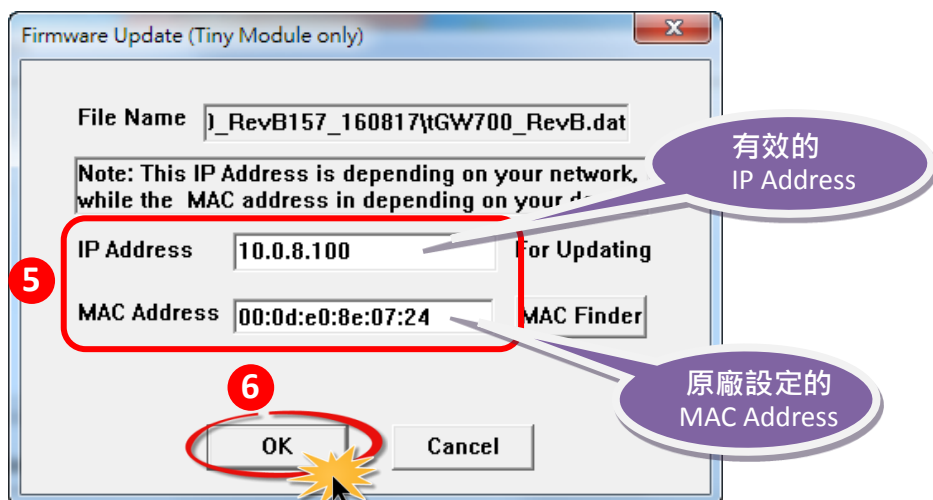 Firmware Update (Tiny Module only)
x
File Name )_RevB157_160817\tGW700_RevB.dat
Note: This IP Address is depending on your network,
while the MAC address in depending on your
有效的
IP Address
5
IP Address 10.0.8.100 For Updating
MAC Address 00:0d:e0:8e:07:24 MAC Finder
原廠設定的
MAC Address
6
OK Cancel